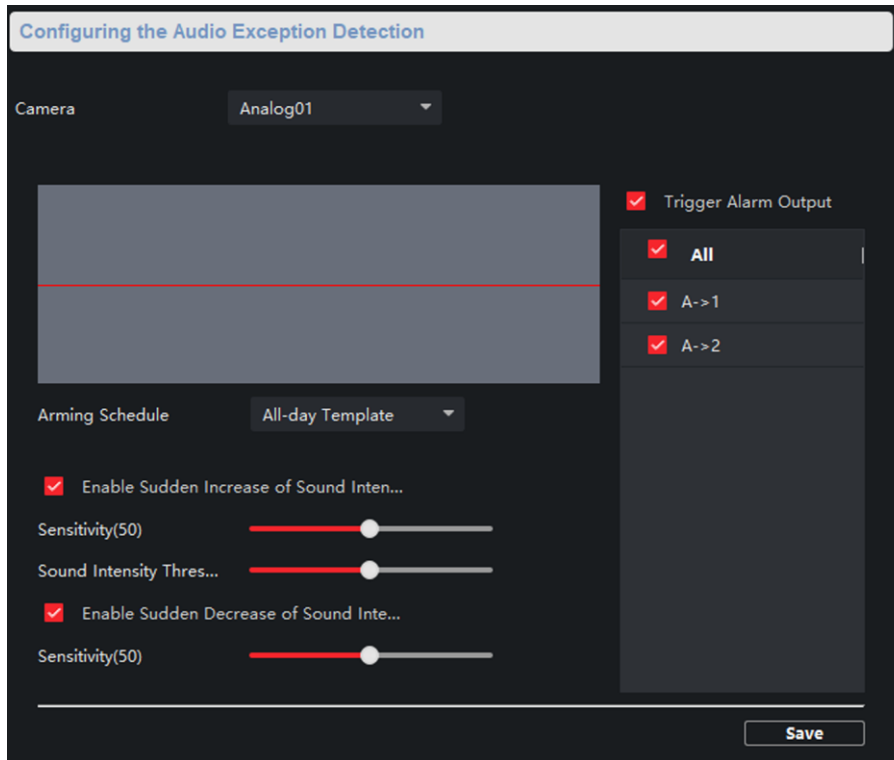 Configuring the Audio Exception Detection
Camera
Analog01
Trigger Alarm Output
All
A->1
A->2
Arming Schedule
All-day Template
Enable Sudden Increase of Sound Inten...
Sensitivity(50)
Sound Intensity Thres...
Enable Sudden Decrease of Sound Inte...
Sensitivity(50)
Save